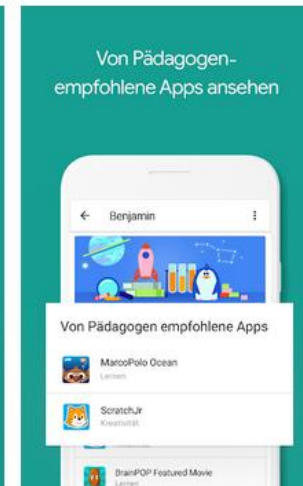 Von Pädagogen-
empfohlene Apps ansehen
Benjamin
Von Pädagogen empfohlene Apps
MarcoPolo Ocean
Lernen
ScratchJr
Kreativität
BrainPOP Featured Movie
Lernen